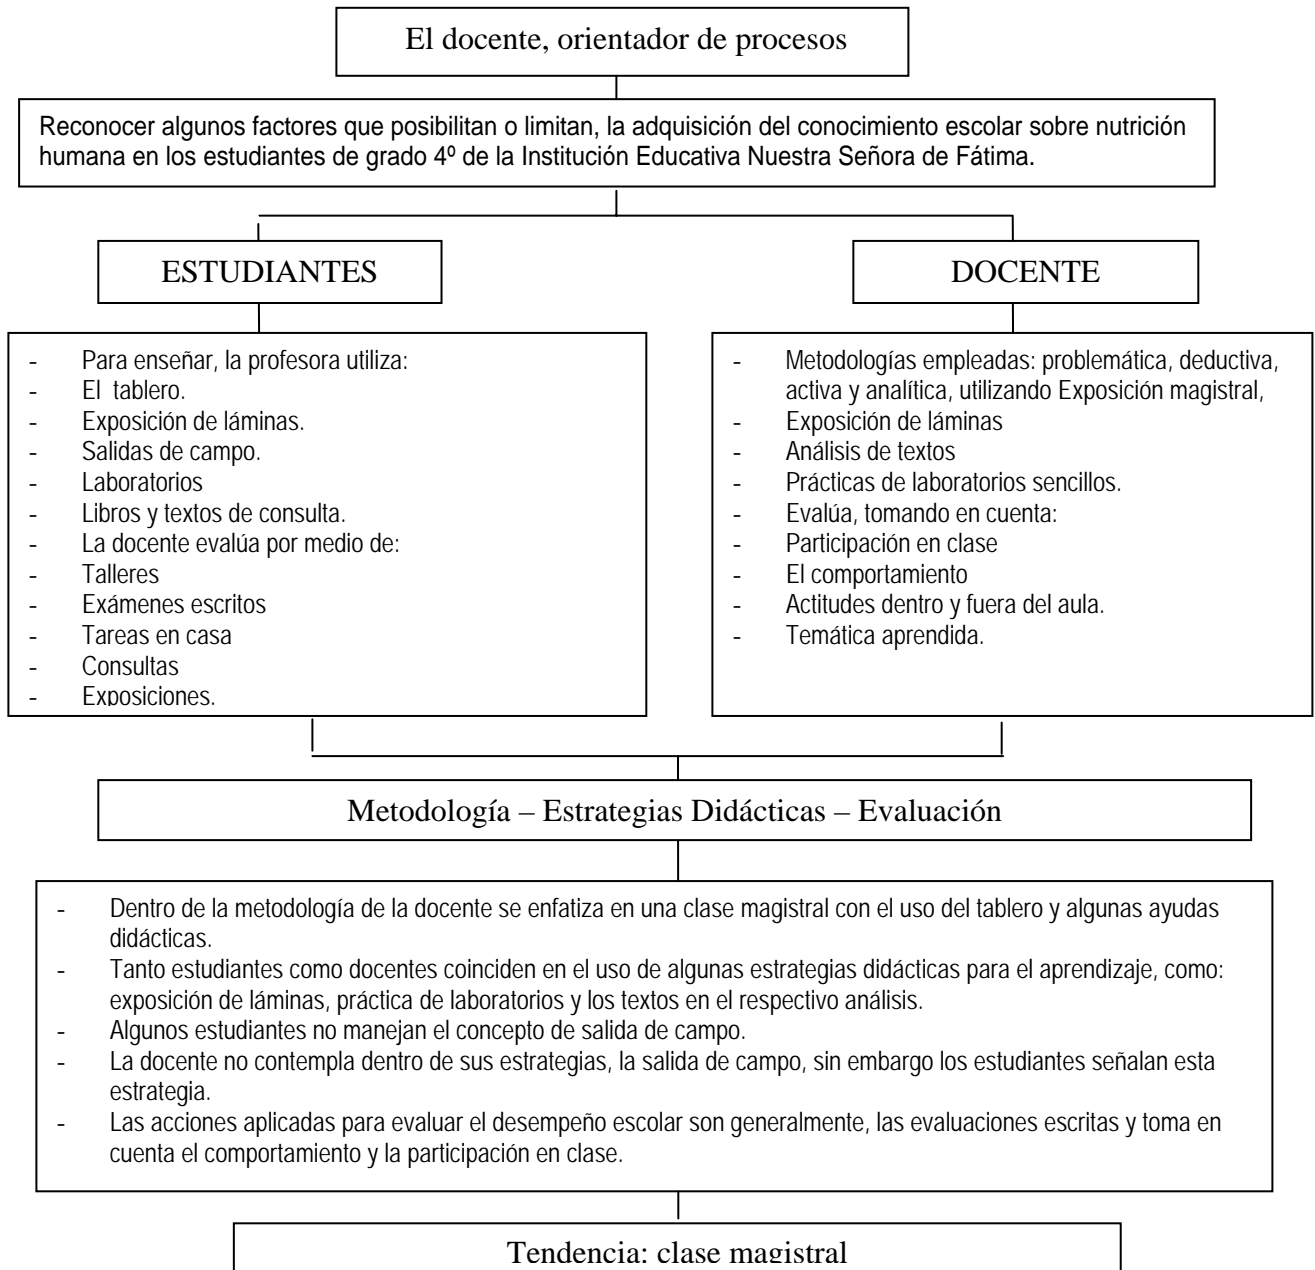 El docente, orientador de procesos
Reconocer algunos factores que posibilitan o limitan, la adquisición del conocimiento escolar sobre nutrición
humana en los estudiantes de grado 4º de la Institución Educativa Nuestra Señora de Fátima.
ESTUDIANTES
- Para enseñar, la profesora utiliza:
- El tablero.
- Exposición de láminas.
- Salidas de campo.
- Laboratorios
- Libros y textos de consulta.
- La docente evalúa por medio de:
- Talleres
- Exámenes escritos
- Tareas en casa
- Consultas
- Exposiciones.
DOCENTE
- Metodologías empleadas: problemática, deductiva,
activa y analítica, utilizando Exposición magistral,
- Exposición de láminas
- Análisis de textos
- Prácticas de laboratorios sencillos.
- Evalúa, tomando en cuenta:
- Participación en clase
- El comportamiento
- Actitudes dentro y fuera del aula.
- Temática aprendida.
Metodología – Estrategias Didácticas – Evaluación
- Dentro de la metodología de la docente se enfatiza en una clase magistral con el uso del tablero y algunas ayudas
didácticas.
- Tanto estudiantes como docentes coinciden en el uso de algunas estrategias didácticas para el aprendizaje, como:
exposición de láminas, práctica de laboratorios y los textos en el respectivo análisis.
- Algunos estudiantes no manejan el concepto de salida de campo.
- La docente no contempla dentro de sus estrategias, la salida de campo, sin embargo los estudiantes señalan esta
estrategia.
- Las acciones aplicadas para evaluar el desempeño escolar son generalmente, las evaluaciones escritas y toma en
cuenta el comportamiento y la participación en clase.
Tendencia: clase magistral